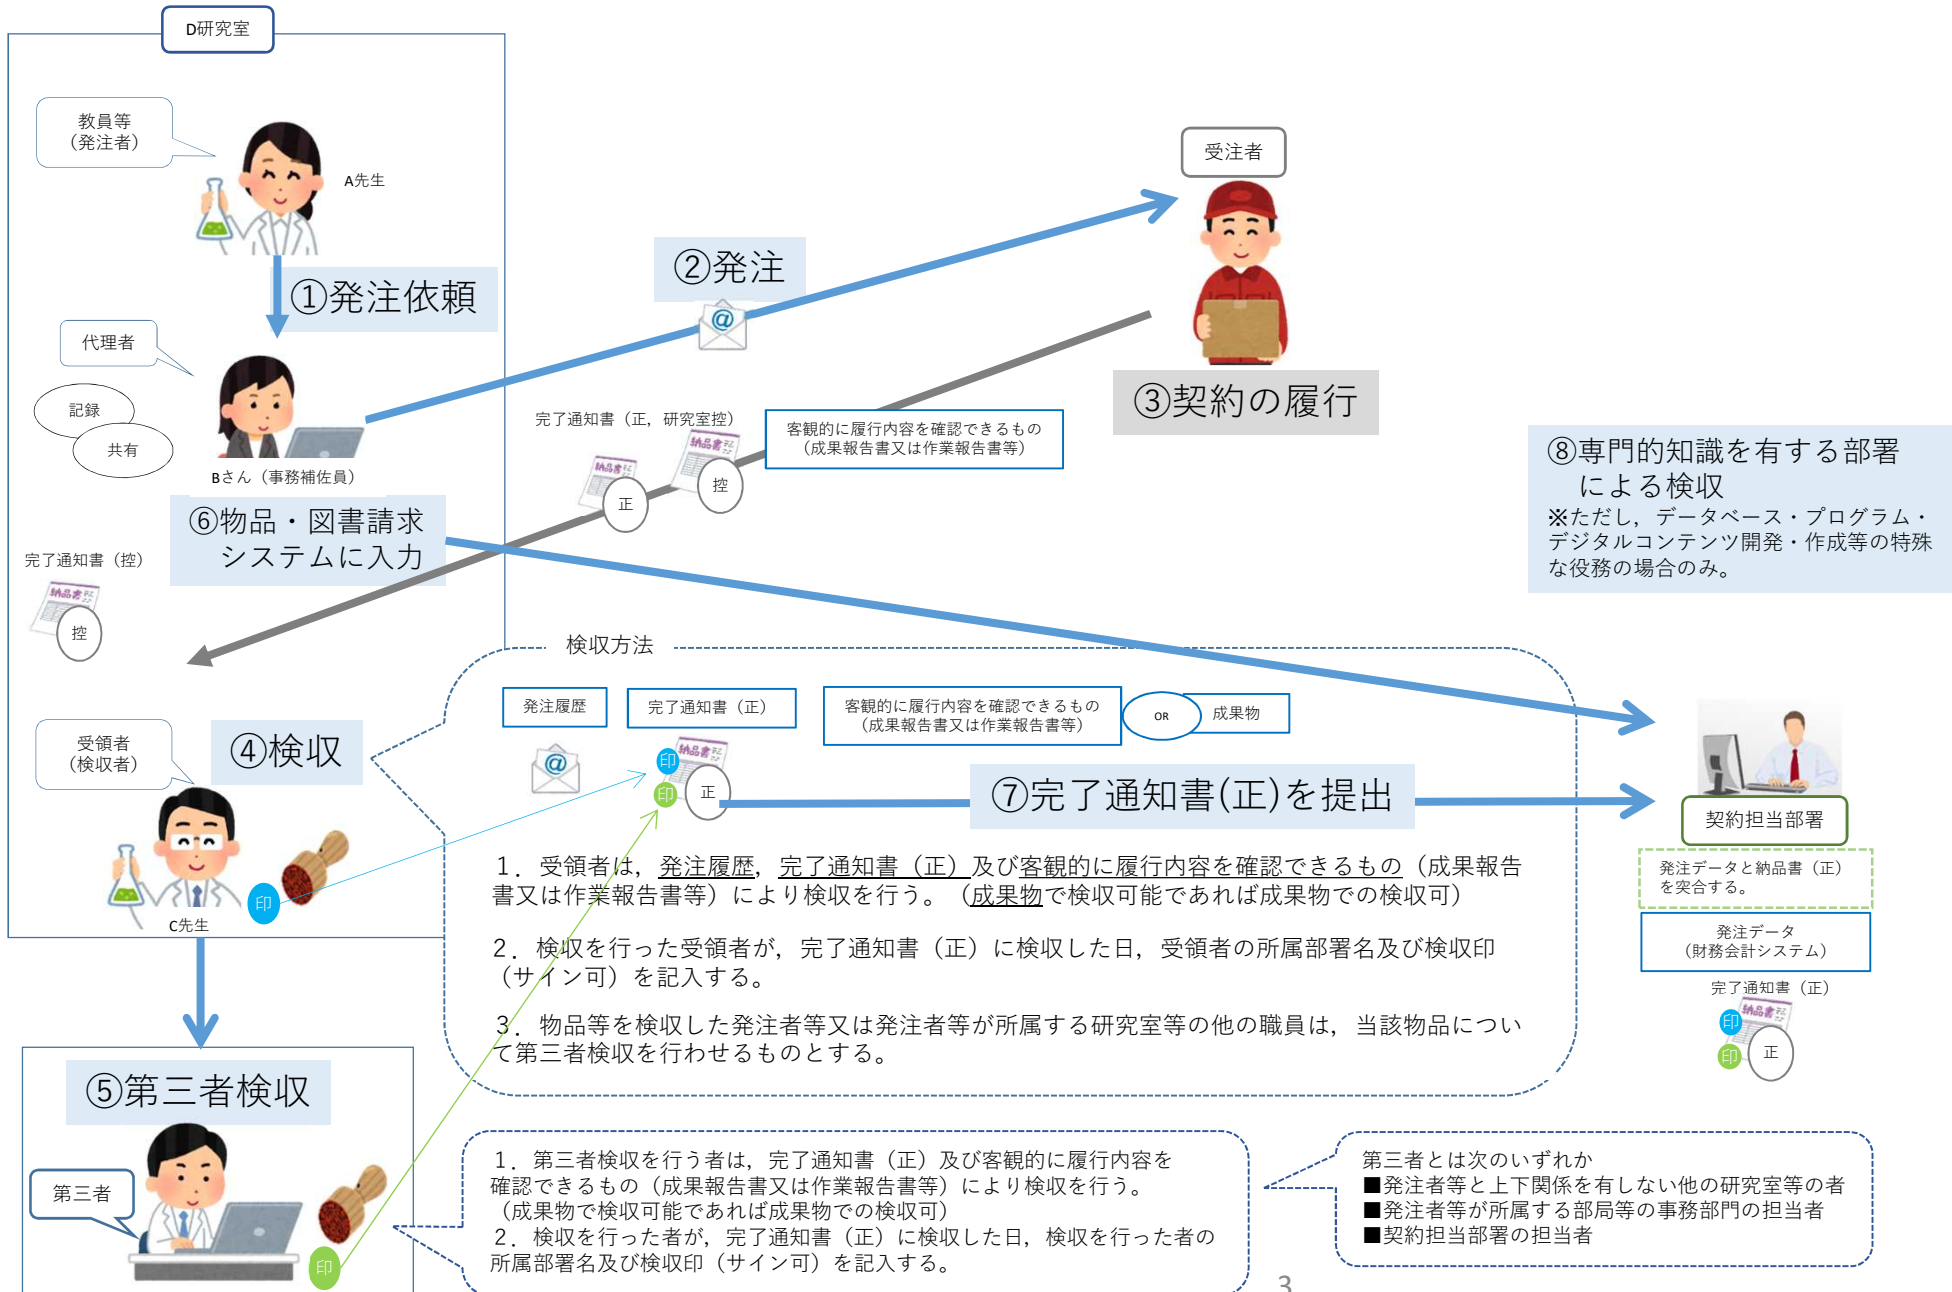 D研究室
教員等
（発注者）
A先生
①発注依頼
代理者
記録
共有
Bさん（事務補佐員）
②発注
@
受注者
③契約の履行
完了通知書（正，研究室控）
納品書
正
納品書
控
客観的に履行内容を確認できるもの
（成果報告書又は作業報告書等）
⑥物品・図書請求
システムに入力
完了通知書（控）
納品書
控
⑧専門的知識を有する部署
による検収
※ただし，データベース・プログラム・
デジタルコンテンツ開発・作成等の特殊
な役務の場合のみ。
検収方法
発注履歴
@
完了通知書（正）
納品書
印
印
正
客観的に履行内容を確認できるもの
（成果報告書又は作業報告書等）
OR
成果物
受領者
（検収者）
④検収
C先生
印
⑦完了通知書(正)を提出
１．受領者は，発注履歴，完了通知書（正）及び客観的に履行内容を確認できるもの（成果報告
書又は作業報告書等）により検収を行う。（成果物で検収可能であれば成果物での検収可）
２．検収を行った受領者が，完了通知書（正）に検収した日，受領者の所属部署名及び検収印
（サイン可）を記入する。
３．物品等を検収した発注者等又は発注者等が所属する研究室等の他の職員は，当該物品につい
て第三者検収を行わせるものとする。
契約担当部署
発注データと納品書（正）
を突合する。
発注データ
（財務会計システム）
完了通知書（正）
納品書
印
印
正
⑤第三者検収
第三者
印
１．第三者検収を行う者は，完了通知書（正）及び客観的に履行内容を
確認できるもの（成果報告書又は作業報告書等）により検収を行う。
（成果物で検収可能であれば成果物での検収可）
２．検収を行った者が，完了通知書（正）に検収した日，検収を行った者の
所属部署名及び検収印（サイン可）を記入する。
第三者とは次のいずれか
■発注者等と上下関係を有しない他の研究室等の者
■発注者等が所属する部局等の事務部門の担当者
■契約担当部署の担当者
3